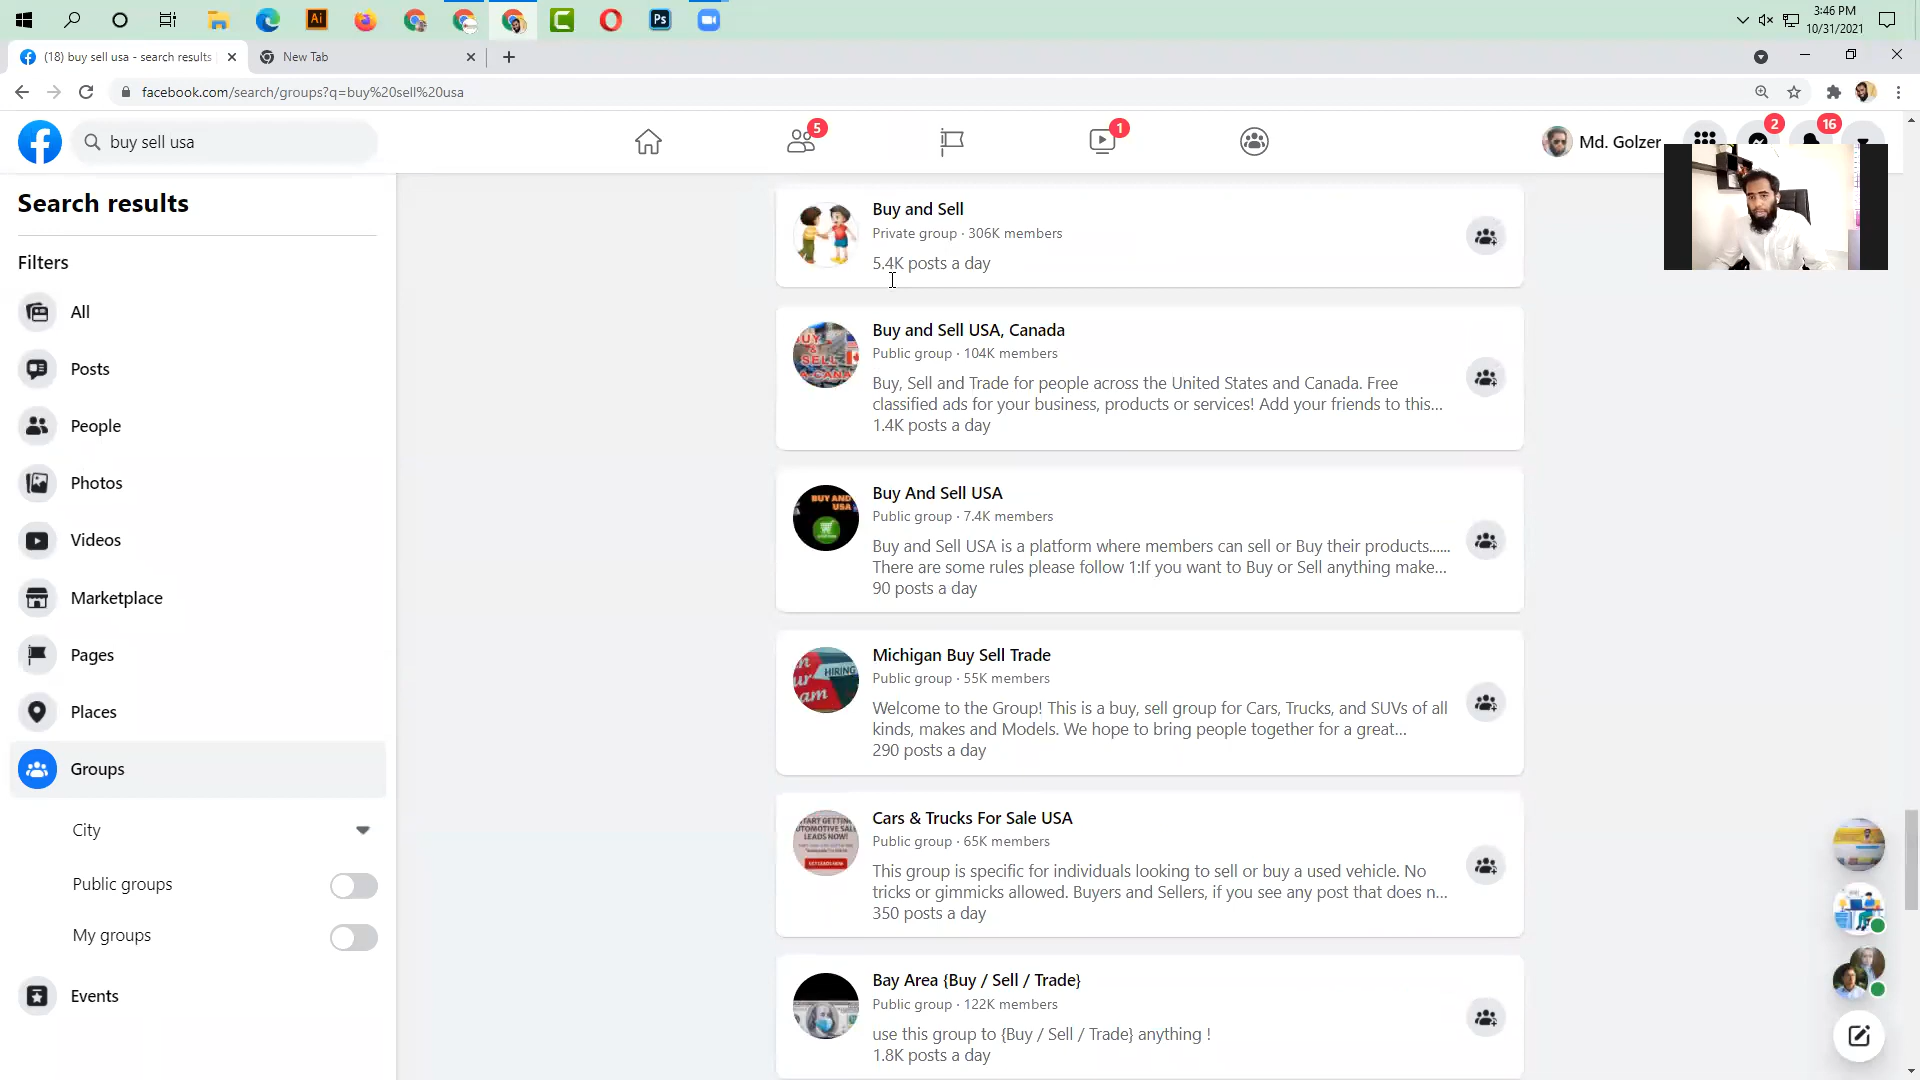 Ai
Ps
3:46 PM
10/31/2021
(18) buy sell usa - search results
New Tab
facebook.com/search/groups?q=buy%20sell%20usa
buy sell usa
5
1
Md. Golzer
2
16
Search results
Filters
All
Posts
People
Photos
Videos
Marketplace
Pages
Places
Groups
City
Public groups
My groups
Events
Buy and Sell
Private group · 306K members
5.4K posts a day
Buy and Sell USA, Canada
Public group · 104K members
Buy, Sell and Trade for people across the United States and Canada. Free
classified ads for your business, products or services! Add your friends to this...
1.4K posts a day
BUY AND
USA
Buy And Sell USA
Public group · 7.4K members
Buy and Sell USA is a platform where members can sell or Buy their products......
There are some rules please follow 1:If you want to Buy or Sell anything make...
90 posts a day
HIRING
Michigan Buy Sell Trade
Public group · 55K members
Welcome to the Group! This is a buy, sell group for Cars, Trucks, and SUVs of all
kinds, makes and Models. We hope to bring people together for a great...
290 posts a day
Cars & Trucks For Sale USA
Public group · 65K members
This group is specific for individuals looking to sell or buy a used vehicle. No
tricks or gimmicks allowed. Buyers and Sellers, if you see any post that does n...
350 posts a day
Bay Area {Buy / Sell / Trade}
Public group · 122K members
use this group to {Buy / Sell / Trade} anything !
1.8K posts a day